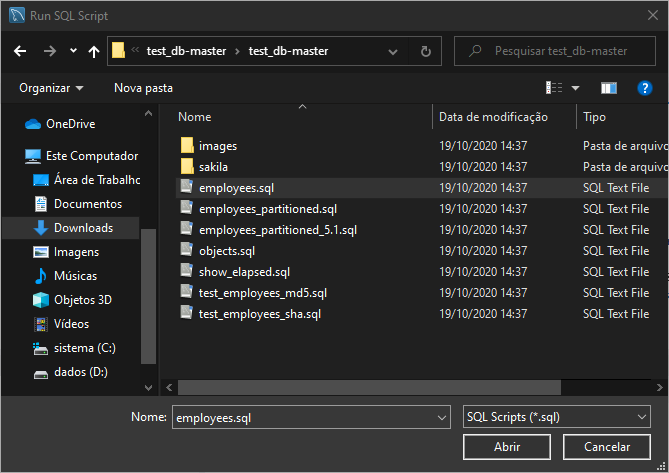 Run SQL Script
test_db-master > test_db-master
Pesquisar test_db-master
Organizar
Nova pasta
?
OneDrive
Este Computador
Área de Trabalho
Documentos
Downloads
Imagens
Músicas
Objetos 3D
Vídeos
sistema (C:)
dados (D:)
Nome Data de modificação Tipo
images 19/10/2020 14:37 Pasta de arquivo
sakila 19/10/2020 14:37 Pasta de arquivo
employees.sql 19/10/2020 14:37 SQL Text File
employees_partitioned.sql 19/10/2020 14:37 SQL Text File
employees_partitioned_5.1.sql 19/10/2020 14:37 SQL Text File
objects.sql 19/10/2020 14:37 SQL Text File
show_elapsed.sql 19/10/2020 14:37 SQL Text File
test_employees_md5.sql 19/10/2020 14:37 SQL Text File
test_employees_sha.sql 19/10/2020 14:37 SQL Text File
Nome: employees.sql
SQL Scripts (*.sql)
Abrir
Cancelar